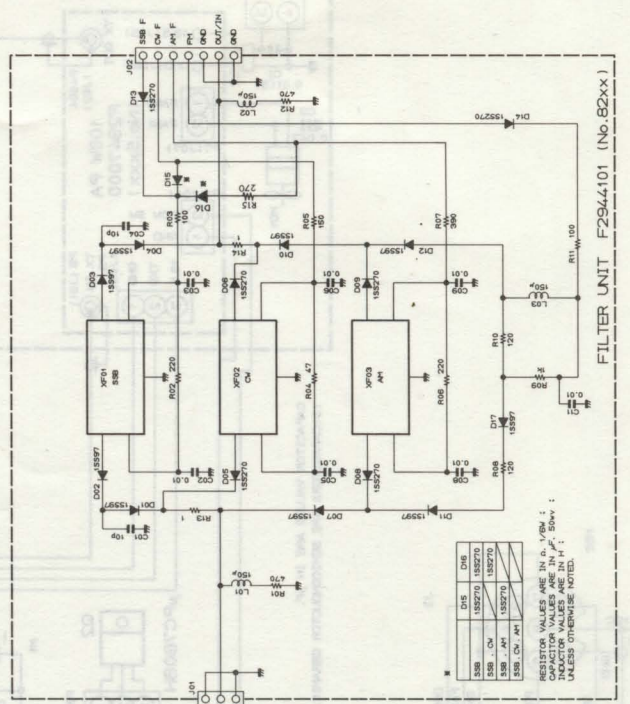 FILTER UNIT F2944101 (No.82xx)
J02
SSB F
CW F
AM F
FM
GND
OUT/IN
GND
D13
1SS270
L02
150μ
R12
470
D15
*
D16
*
R15
270
R03
100
R05
150
R07
390
D14
1SS270
R11
100
C04
10p
D03
1SS97
D04
1SS97
R14
1
D10
1SS97
D12
1SS97
XF01
SSB
R02
220
C03
0.01
D06
1SS270
XF02
CW
R04
47
C06
0.01
D09
1SS270
XF03
AM
R06
220
C09
0.01
L03
150μ
R10
120
R09
1k
C11
0.01
D17
1SS97
R08
120
D02
1SS97
C01
10p
D01
1SS97
C02
0.01
R13
1
D05
1SS270
C05
0.01
D07
1SS97
D08
1SS270
C08
0.01
D11
1SS97
L01
150μ
R01
470
J01
*
D15 D16
SSB 1SS270 1SS270
SSB . CW 1SS270
SSB . AM 1SS270
SSB . CW . AM
RESISTOR VALUES ARE IN Ω, 1/6W ;
CAPACITOR VALUES ARE IN μF, 50wv ;
INDUCTOR VALUES ARE IN H ;
UNLESS OTHERWISE NOTED.